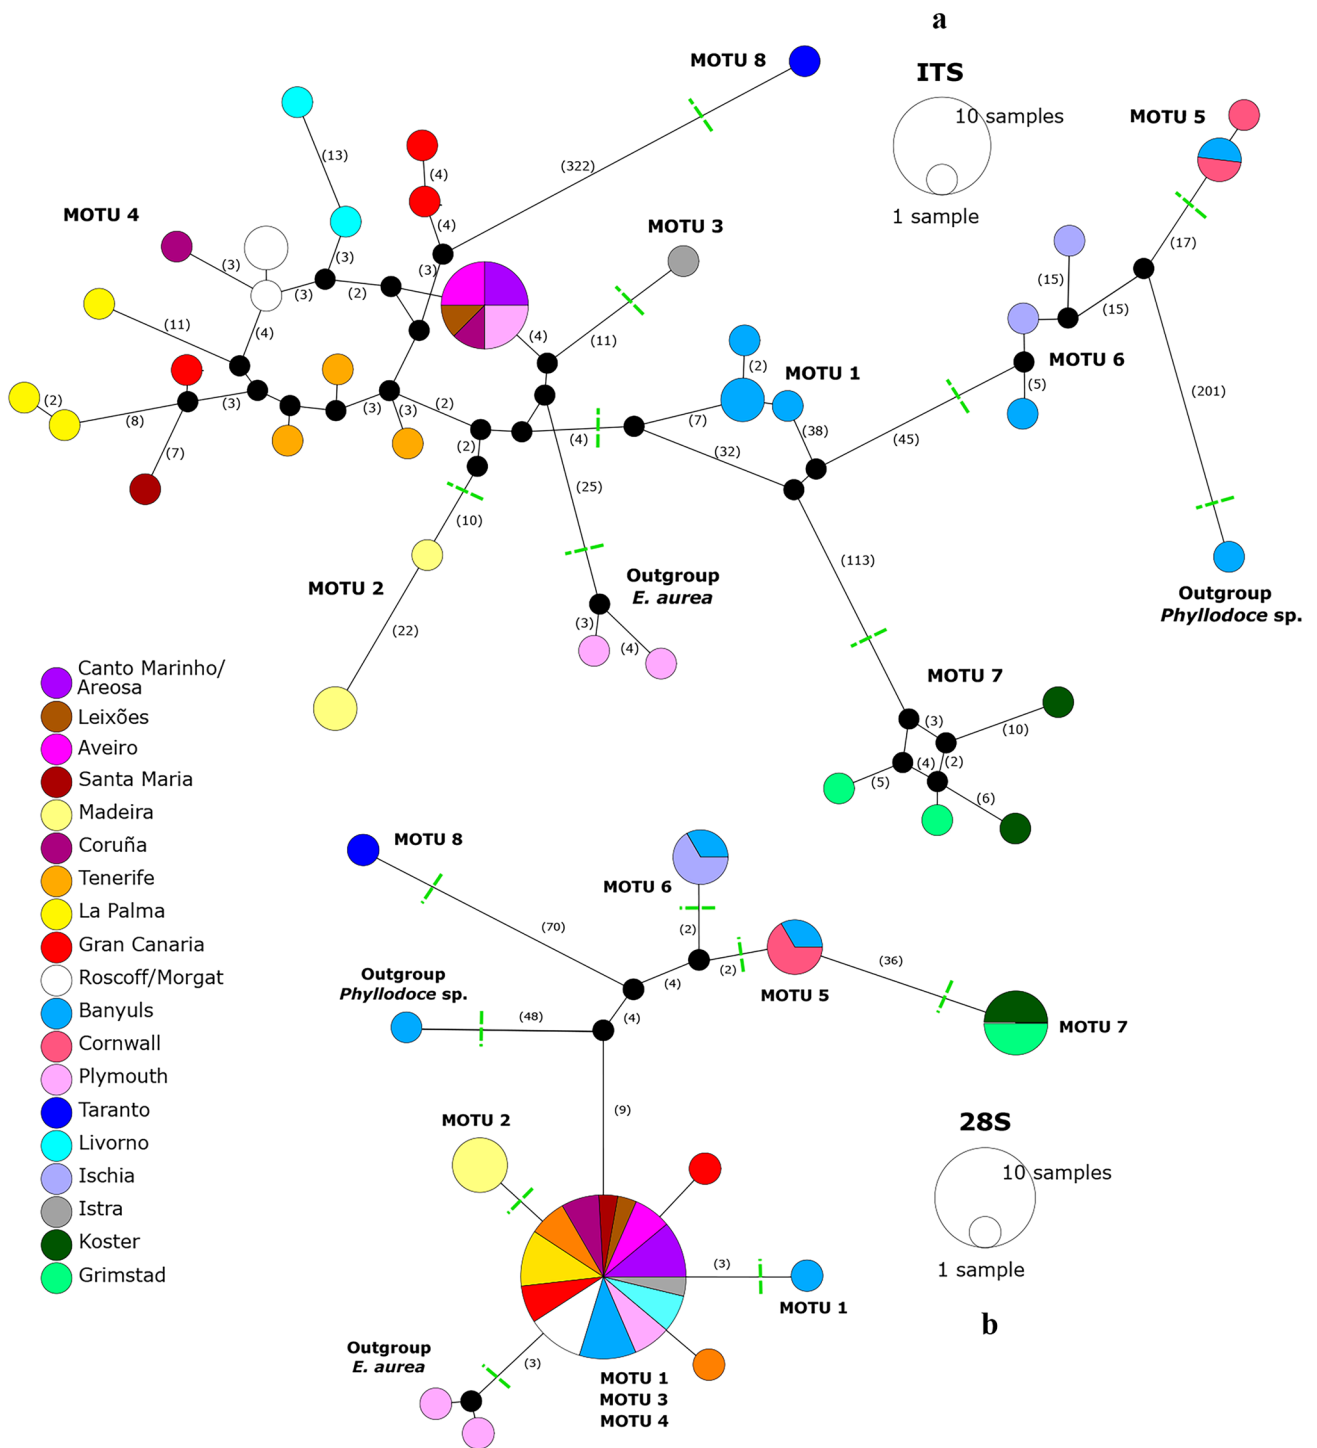 a
MOTU 8
ITS
10 samples
1 sample
MOTU 5
(13)
(4)
(322)
MOTU 4
(4)
MOTU 3
(17)
(3)
(3)
(3)
(15)
(3)
(2)
(15)
(11)
(4)
(4)
(11)
MOTU 6
(2)
MOTU 1
(5)
(201)
(2)
(8)
(3)
(3)
(3)
(2)
(7)
(38)
(45)
(7)
(2)
(4)
(32)
(25)
(10)
(113)
MOTU 2
Outgroup
E. aurea
Outgroup
Phyllodoce sp.
(22)
(3)
(4)
MOTU 7
(3)
(10)
(4)
(2)
(5)
(6)
Canto Marinho/
Areosa
Leixões
Aveiro
Santa Maria
Madeira
Coruña
Tenerife
La Palma
Gran Canaria
Roscoff/Morgat
Banyuls
Cornwall
Plymouth
Taranto
Livorno
Ischia
Istra
Koster
Grimstad
MOTU 8
MOTU 6
(70)
(2)
(36)
Outgroup
Phyllodoce sp.
(4)
(2)
MOTU 5
(48)
(4)
MOTU 7
(9)
MOTU 2
28S
10 samples
1 sample
(3)
MOTU 1
b
Outgroup
E. aurea
(3)
MOTU 1
MOTU 3
MOTU 4